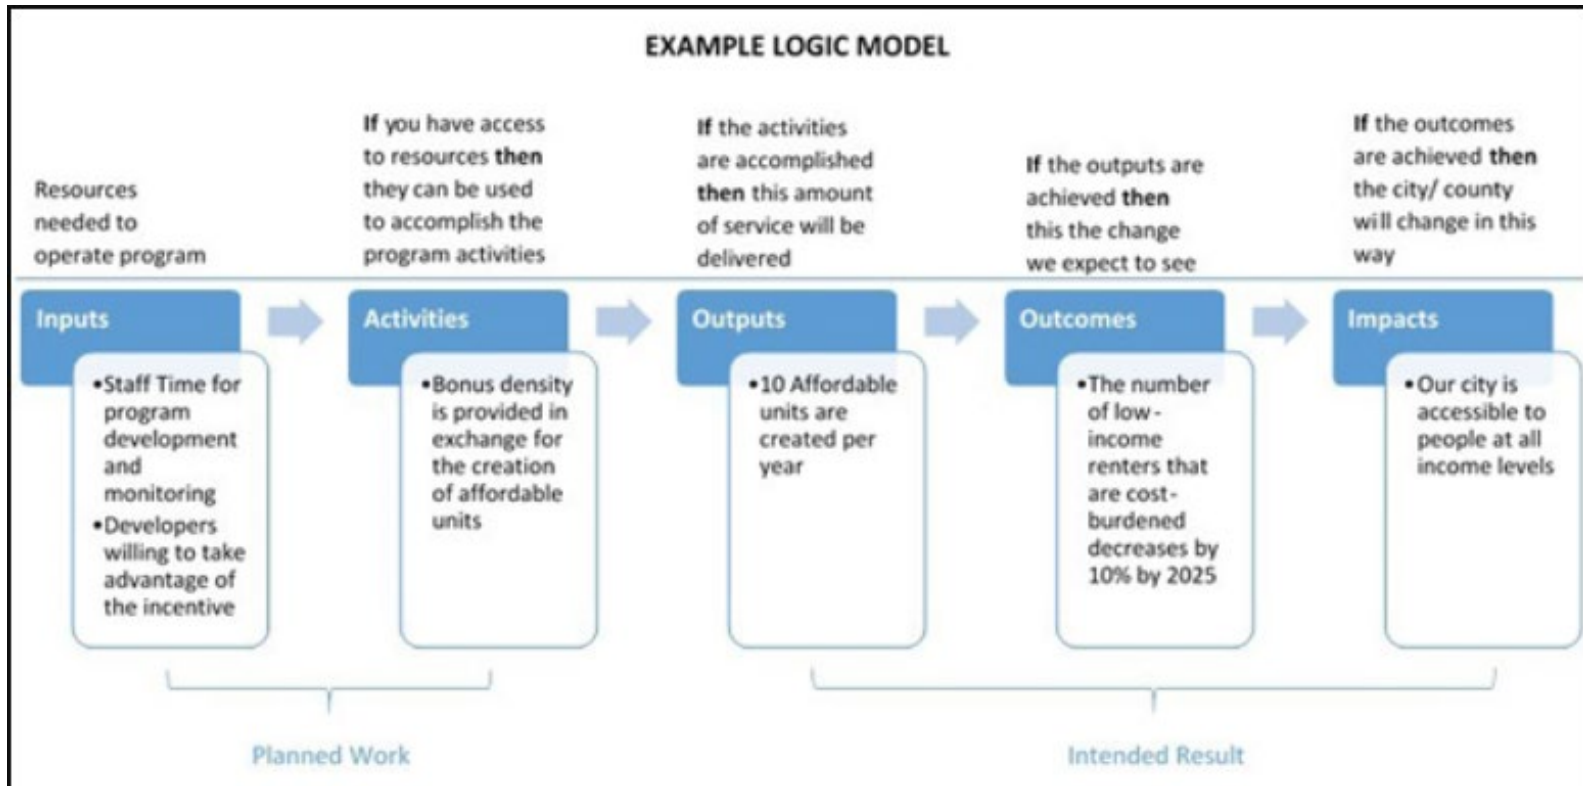 EXAMPLE LOGIC MODEL
Resources
needed to
operate program
If you have access
to resources then
they can be used
to accomplish the
program activities
If the activities
are accomplished
then this amount
of service will be
delivered
If the outputs are
achieved then
this the change
we expect to see
If the outcomes
are achieved then
the city/ county
will change in this
way
Inputs
•Staff Time for
program
development
and
monitoring
•Developers
willing to take
advantage of
the incentive
Activities
•Bonus density
is provided in
exchange for
the creation
of affordable
units
Outputs
•10 Affordable
units are
created per
year
Outcomes
•The number
of low-
income
renters that
are cost-
burdened
decreases by
10% by 2025
Impacts
•Our city is
accessible to
people at all
income levels
Planned Work
Intended Result